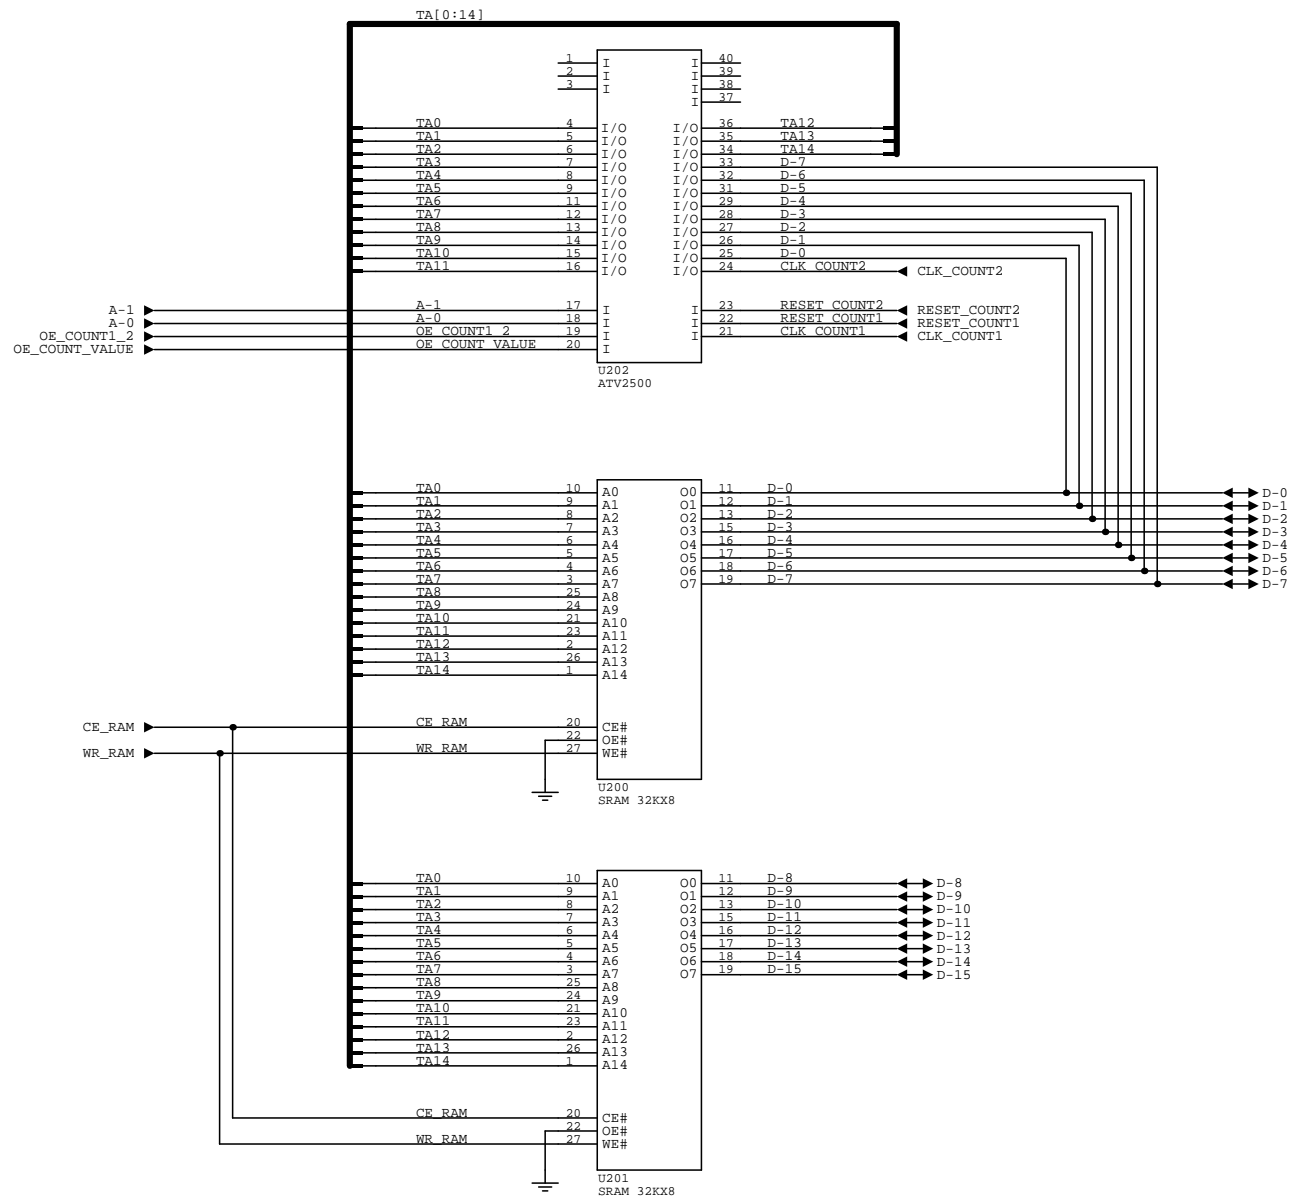 TA[0:14]
1 I I 40
2 I I 39
3 I I 38
I 37
TA0 4 I/O I/O 36 TA12
TA1 5 I/O I/O 35 TA13
TA2 6 I/O I/O 34 TA14
TA3 7 I/O I/O 33 D-7
TA4 8 I/O I/O 32 D-6
TA5 9 I/O I/O 31 D-5
TA6 11 I/O I/O 29 D-4
TA7 12 I/O I/O 28 D-3
TA8 13 I/O I/O 27 D-2
TA9 14 I/O I/O 26 D-1
TA10 15 I/O I/O 25 D-0
TA11 16 I/O I/O 24 CLK_COUNT2 CLK_COUNT2
A-1 A-1 17 I I 23 RESET_COUNT2 RESET_COUNT2
A-0 A-0 18 I I 22 RESET_COUNT1 RESET_COUNT1
OE_COUNT1_2 OE_COUNT1_2 19 I I 21 CLK_COUNT1 CLK_COUNT1
OE_COUNT_VALUE OE_COUNT_VALUE 20 I
U202
ATV2500
TA0 10 A0 O0 11 D-0 D-0
TA1 9 A1 O1 12 D-1 D-1
TA2 8 A2 O2 13 D-2 D-2
TA3 7 A3 O3 15 D-3 D-3
TA4 6 A4 O4 16 D-4 D-4
TA5 5 A5 O5 17 D-5 D-5
TA6 4 A6 O6 18 D-6 D-6
TA7 3 A7 O7 19 D-7 D-7
TA8 25 A8
TA9 24 A9
TA10 21 A10
TA11 23 A11
TA12 2 A12
TA13 26 A13
TA14 1 A14
CE_RAM CE_RAM 20 CE#
22 OE#
WR_RAM WR_RAM 27 WE#
U200
SRAM 32KX8
TA0 10 A0 O0 11 D-8 D-8
TA1 9 A1 O1 12 D-9 D-9
TA2 8 A2 O2 13 D-10 D-10
TA3 7 A3 O3 15 D-11 D-11
TA4 6 A4 O4 16 D-12 D-12
TA5 5 A5 O5 17 D-13 D-13
TA6 4 A6 O6 18 D-14 D-14
TA7 3 A7 O7 19 D-15 D-15
TA8 25 A8
TA9 24 A9
TA10 21 A10
TA11 23 A11
TA12 2 A12
TA13 26 A13
TA14 1 A14
CE_RAM 20 CE#
22 OE#
WR_RAM 27 WE#
U201
SRAM 32KX8